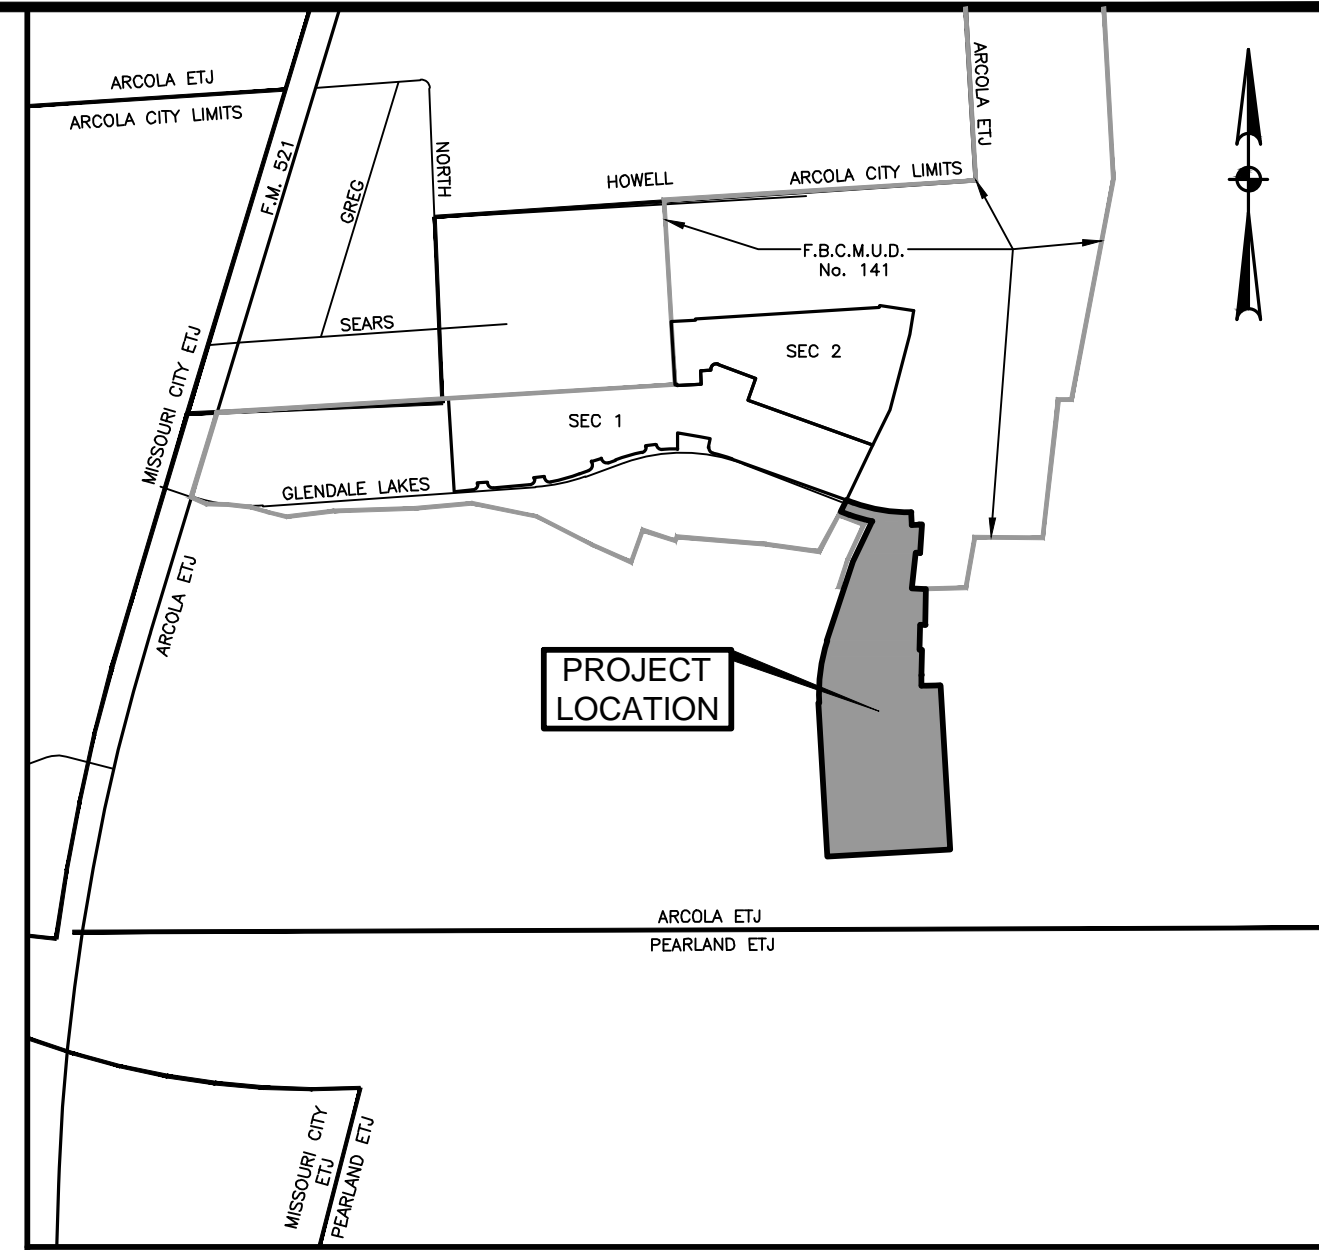 ARCOLA ETJ
ARCOLA CITY LIMITS
F.M. 521
GREG
NORTH
HOWELL
ARCOLA CITY LIMITS
ARCOLA ETJ
F.B.C.M.U.D.
No. 141
SEARS
SEC 2
MISSOURI CITY ETJ
SEC 1
GLENDALE LAKES
ARCOLA ETJ
PROJECT
LOCATION
ARCOLA ETJ
PEARLAND ETJ
MISSOURI CITY
ETJ
PEARLAND ETJ